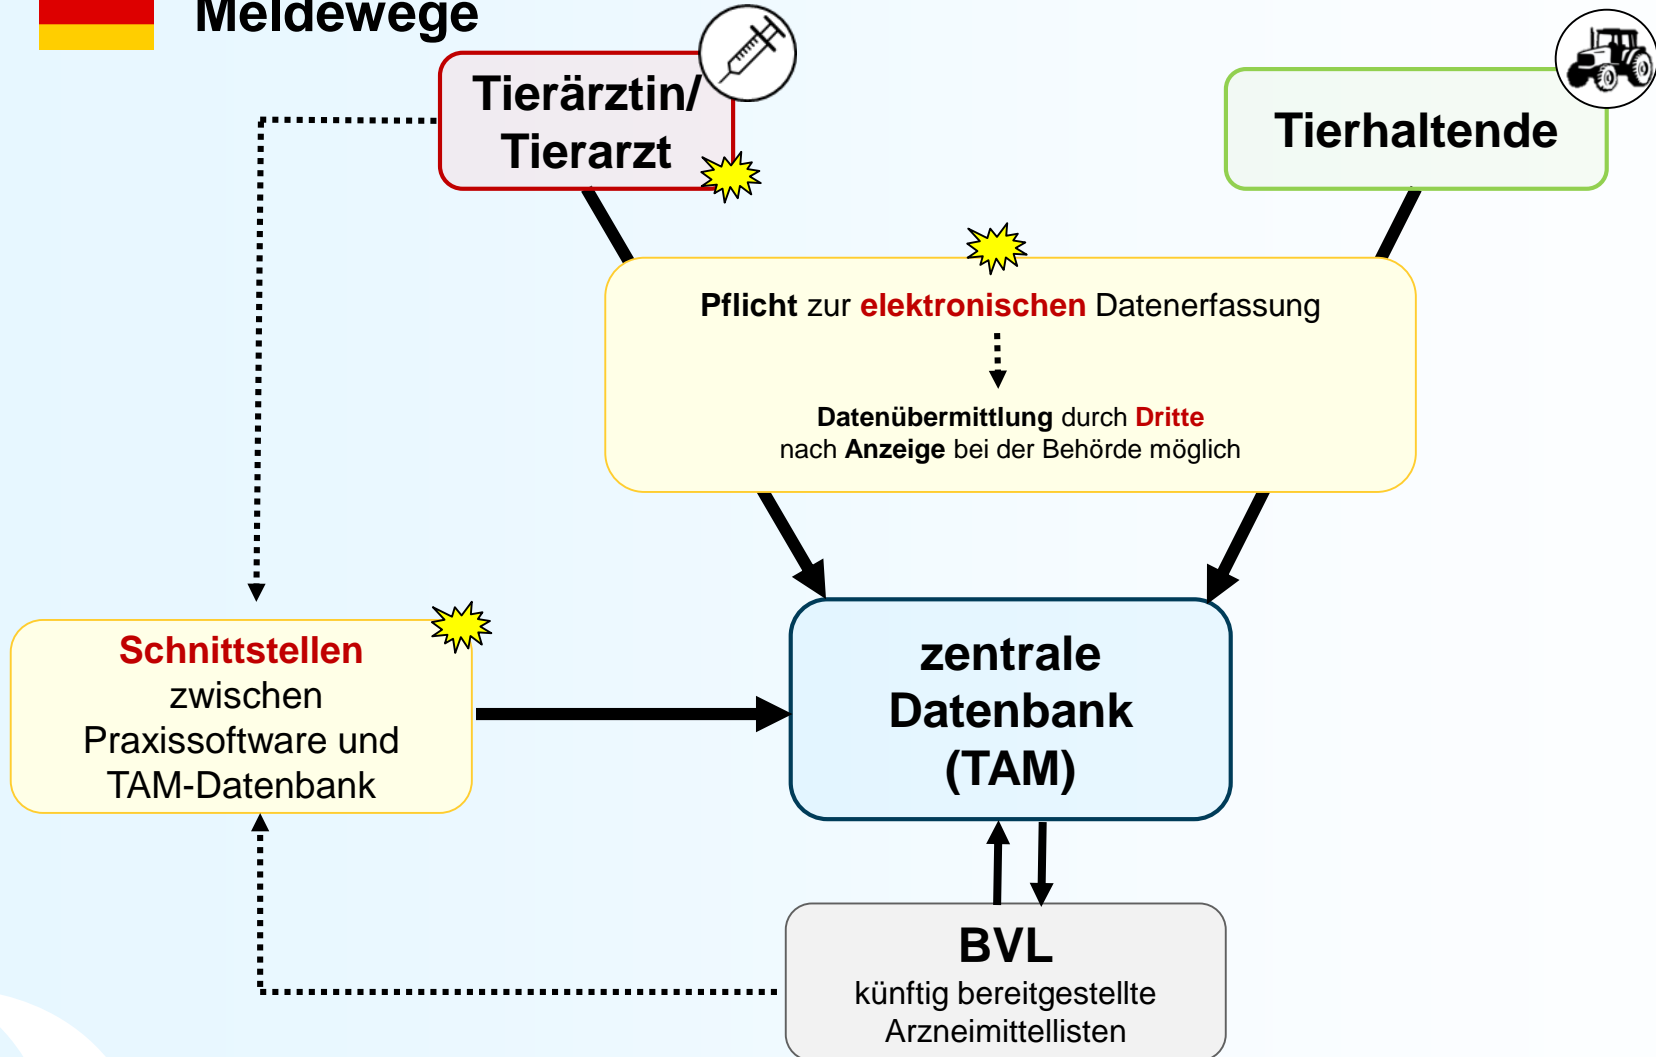 Meldewege
Tierärztin/
Tierarzt
Tierhaltende
Pflicht zur elektronischen Datenerfassung
Datenübermittlung durch Dritte
nach Anzeige bei der Behörde möglich
Schnittstellen
zwischen
Praxissoftware und
TAM-Datenbank
zentrale
Datenbank
(TAM)
BVL
künftig bereitgestellte
Arzneimittellisten